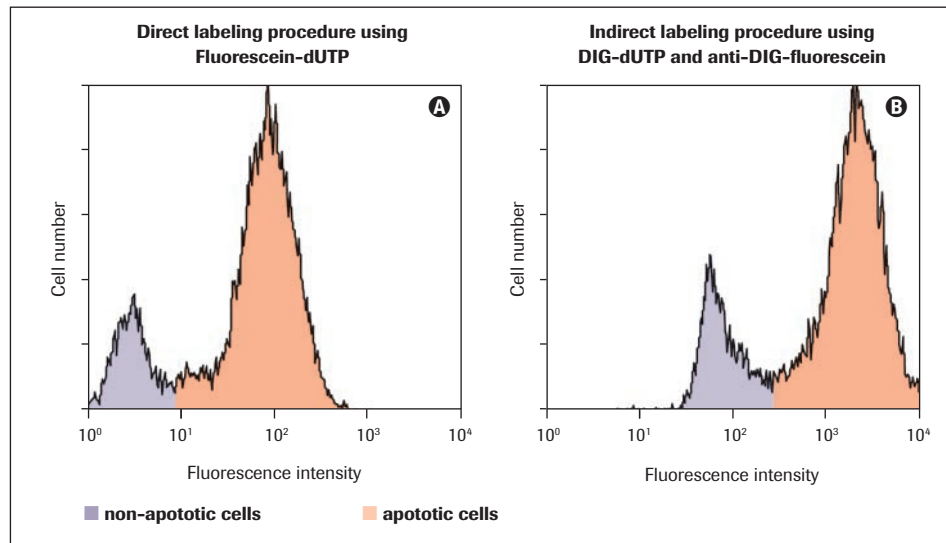 Direct labeling procedure using
Fluorescein-dUTP
A
Cell number
10⁰
10¹
10²
10³
10⁴
Fluorescence intensity
Indirect labeling procedure using
DIG-dUTP and anti-DIG-fluorescein
B
Cell number
10⁰
10¹
10²
10³
10⁴
Fluorescence intensity
non-apototic cells
apototic cells